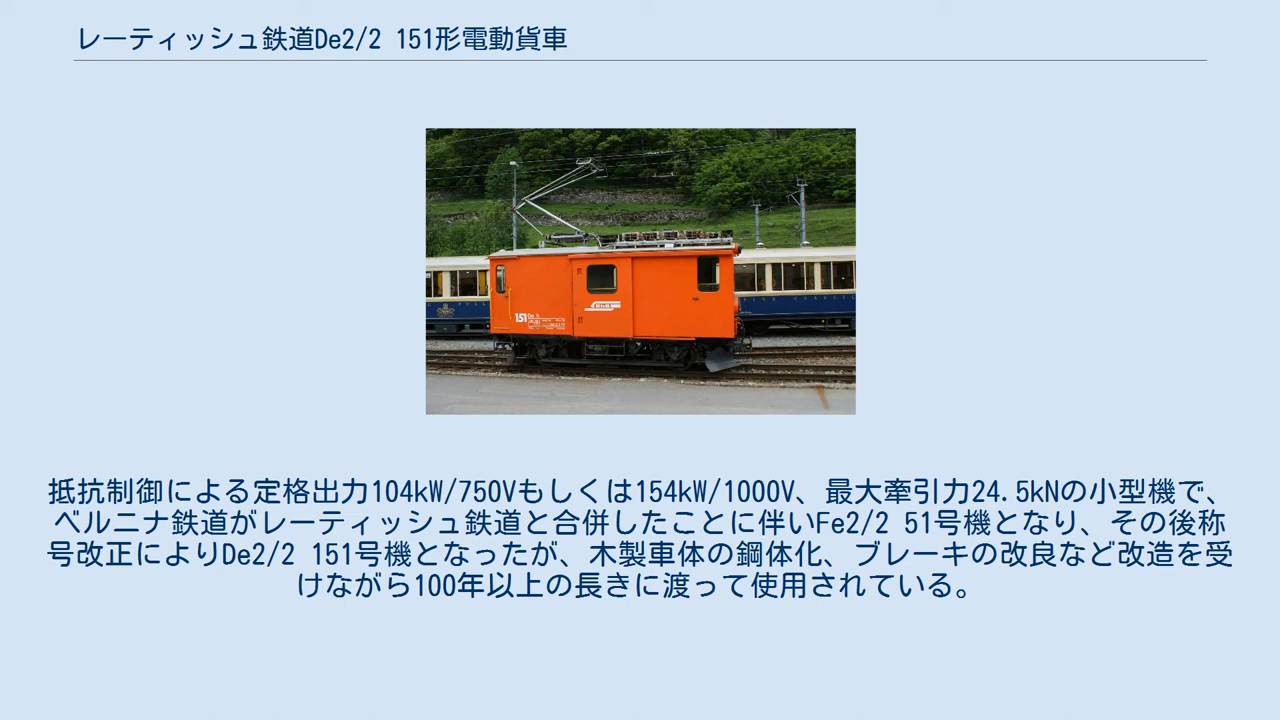 レーティッシュ鉄道De2/2 151形電動貨車
151
抵抗制御による定格出力104kW/750Vもしくは154kW/1000V、最大牽引力24.5kNの小型機で、
ベルニナ鉄道がレーティッシュ鉄道と合併したことに伴いFe2/2 51号機となり、その後称
号改正によりDe2/2 151号機となったが、木製車体の鋼体化、ブレーキの改良など改造を受
けながら100年以上の長きに渡って使用されている。